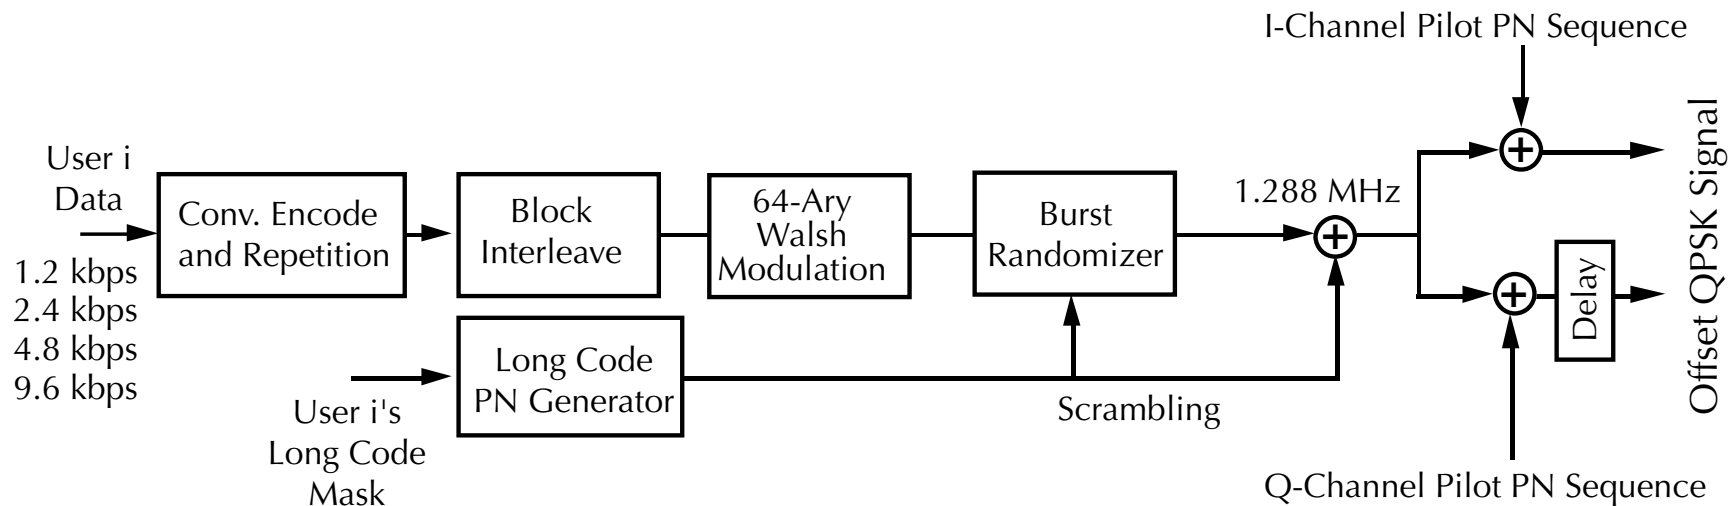 I-Channel Pilot PN Sequence
User i
Data
1.2 kbps
2.4 kbps
4.8 kbps
9.6 kbps
Conv. Encode
and Repetition
Block
Interleave
64-Ary
Walsh
Modulation
Burst
Randomizer
1.288 MHz
+
+
+
Delay
Offset QPSK Signal
Long Code
PN Generator
User i's
Long Code
Mask
Scrambling
Q-Channel Pilot PN Sequence